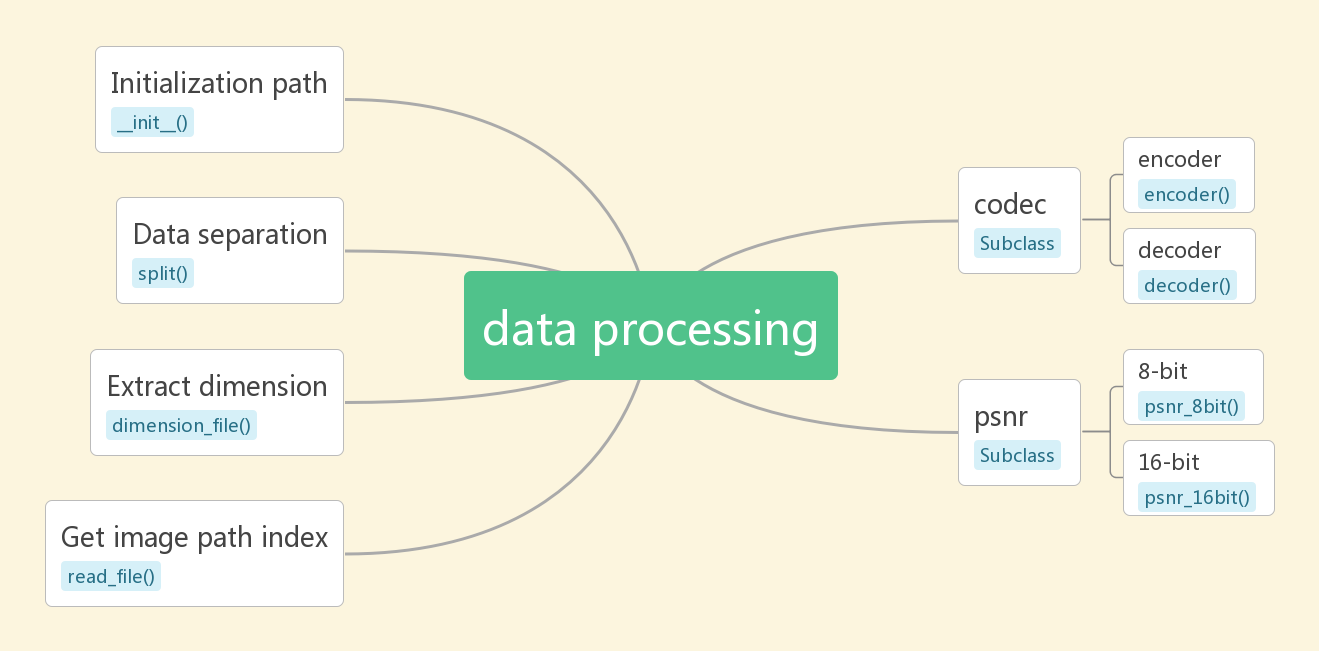 Initialization path
__init__()
Data separation
split()
Extract dimension
dimension_file()
Get image path index
read_file()
data processing
codec
Subclass
encoder
encoder()
decoder
decoder()
psnr
Subclass
8-bit
psnr_8bit()
16-bit
psnr_16bit()